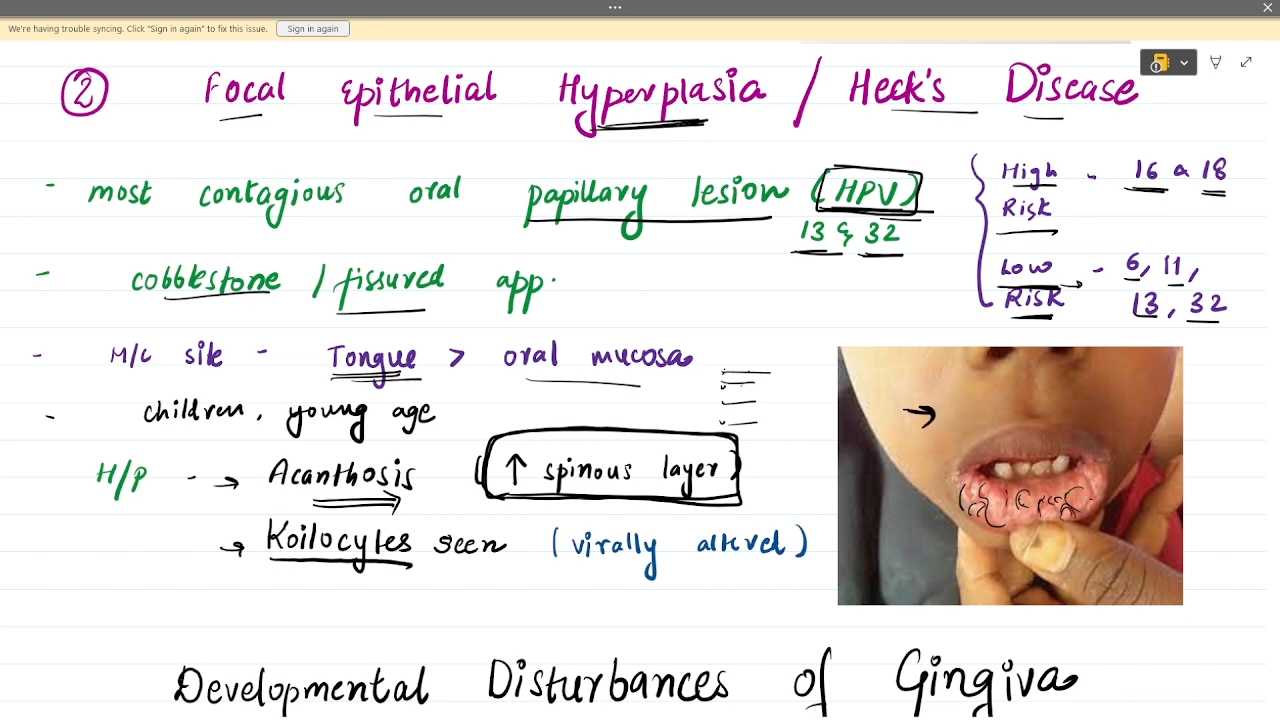 We're having trouble syncing. Click "Sign in again" to fix this issue. Sign in again
② Focal Epithelial Hyperplasia / Heck's Disease
- most contagious oral papillary lesion (HPV)
13 & 32
High Risk - 16 & 18
Low Risk - 6, 11, 13, 32
- cobblestone / fissured app.
- M/C site - Tongue > oral mucosa
- children, young age
H/P - → Acanthosis (↑ spinous layer)
→ Koilocytes seen (virally altered)
Developmental Disturbances of Gingiva